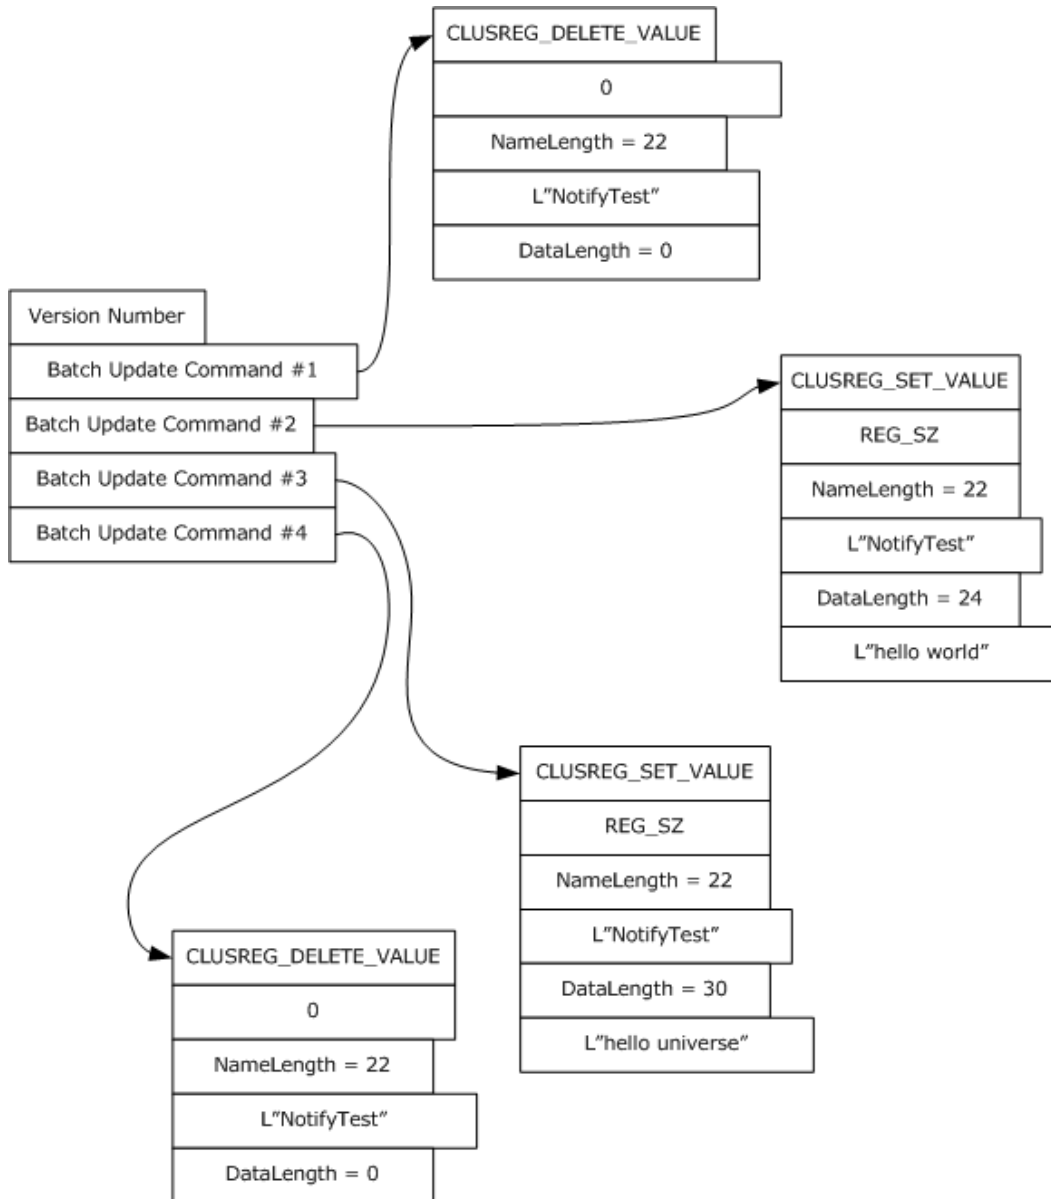 CLUSREG_DELETE_VALUE
0
NameLength = 22
L”NotifyTest”
DataLength = 0
Version Number
Batch Update Command #1
Batch Update Command #2
Batch Update Command #3
Batch Update Command #4
CLUSREG_SET_VALUE
REG_SZ
NameLength = 22
L”NotifyTest”
DataLength = 24
L”hello world”
CLUSREG_SET_VALUE
REG_SZ
NameLength = 22
L”NotifyTest”
DataLength = 30
L”hello universe”
CLUSREG_DELETE_VALUE
0
NameLength = 22
L”NotifyTest”
DataLength = 0